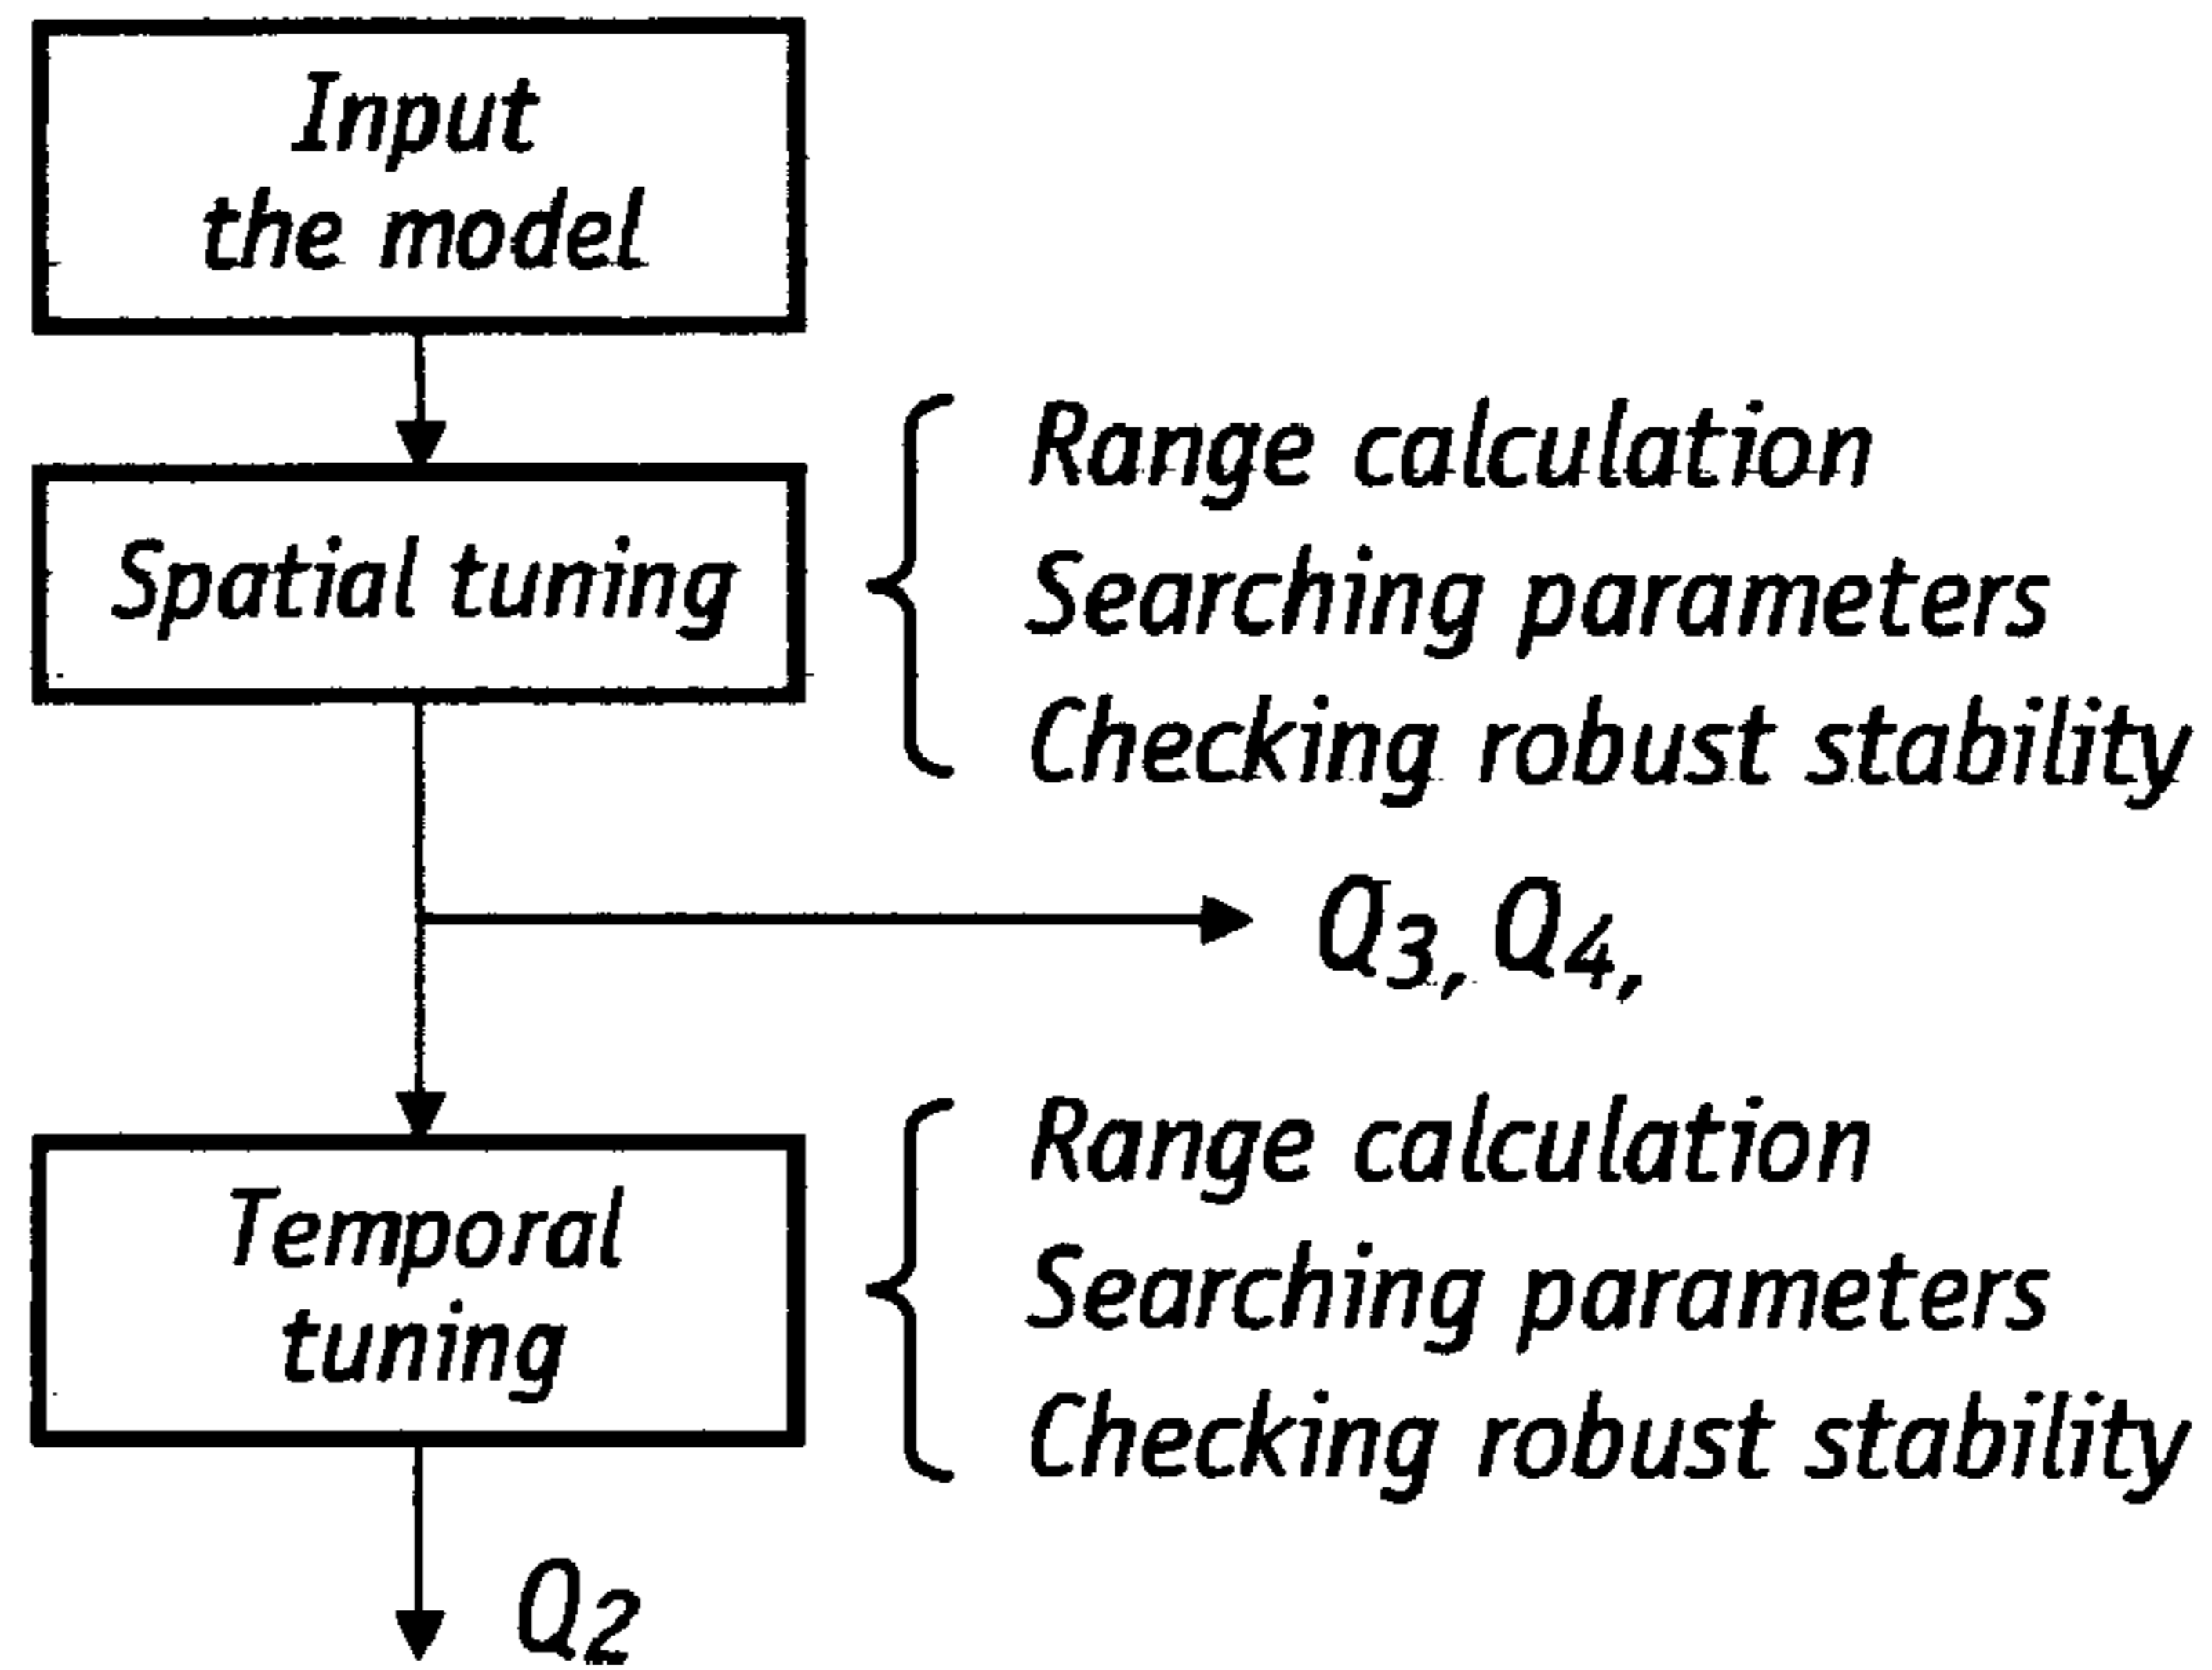 Input
the model
Spatial tuning
Range calculation
Searching parameters
Checking robust stability
Q3, Q4,
Temporal
tuning
Range calculation
Searching parameters
Checking robust stability
Q2